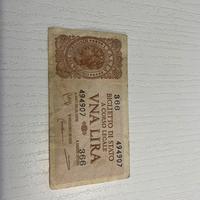 BIGLIETTO DI STATO
A CORSO LEGALE
366
494907
494907
VNA LIRA
366